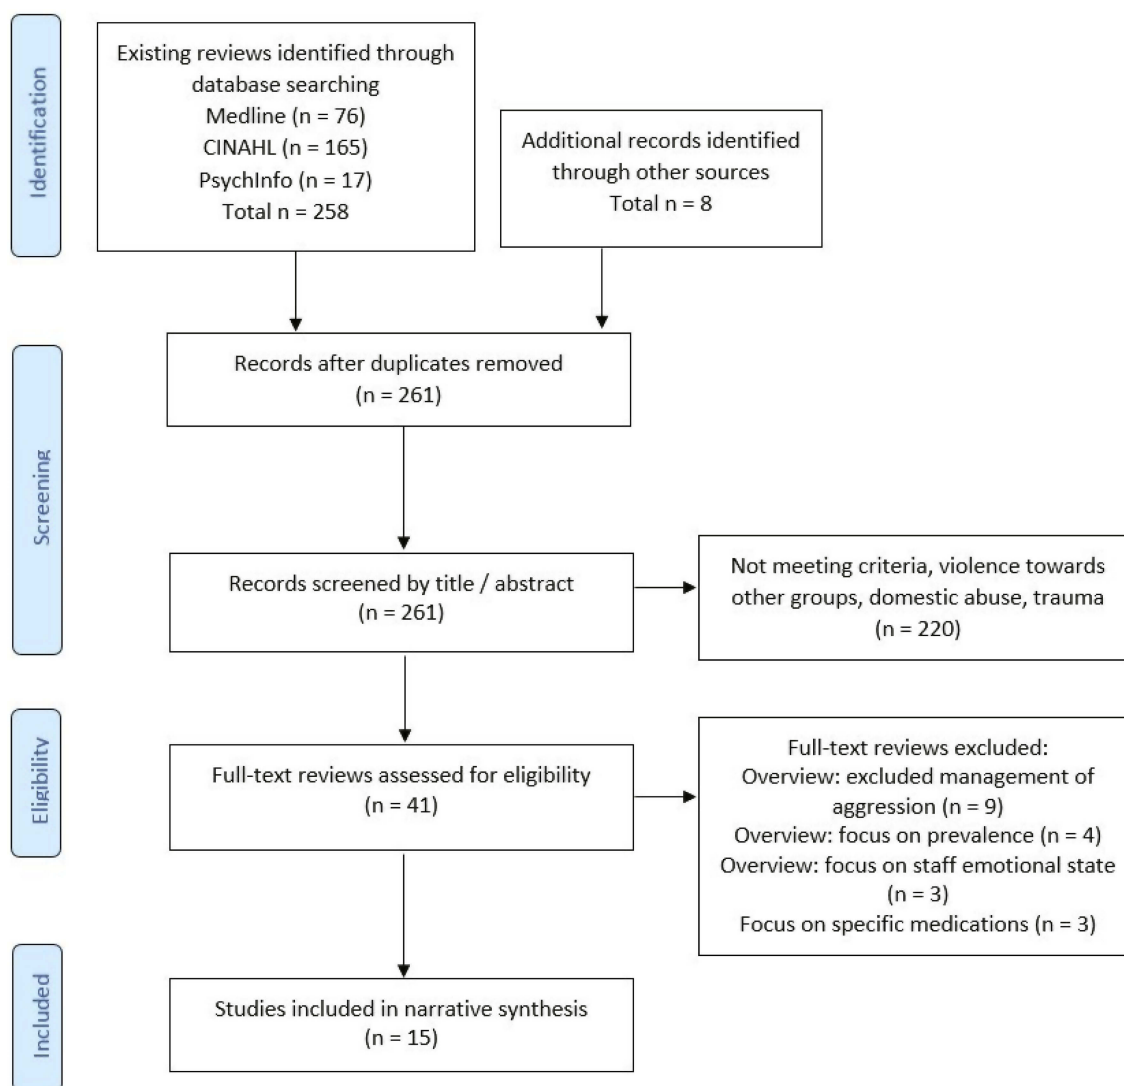 Identification
Existing reviews identified through
database searching
Medline (n = 76)
CINAHL (n = 165)
PsychInfo (n = 17)
Total n = 258
Additional records identified
through other sources
Total n = 8
Screening
Records after duplicates removed
(n = 261)
Records screened by title / abstract
(n = 261)
Not meeting criteria, violence towards
other groups, domestic abuse, trauma
(n = 220)
Eligibility
Full-text reviews assessed for eligibility
(n = 41)
Full-text reviews excluded:
Overview: excluded management of
aggression (n = 9)
Overview: focus on prevalence (n = 4)
Overview: focus on staff emotional state
(n = 3)
Focus on specific medications (n = 3)
Included
Studies included in narrative synthesis
(n = 15)